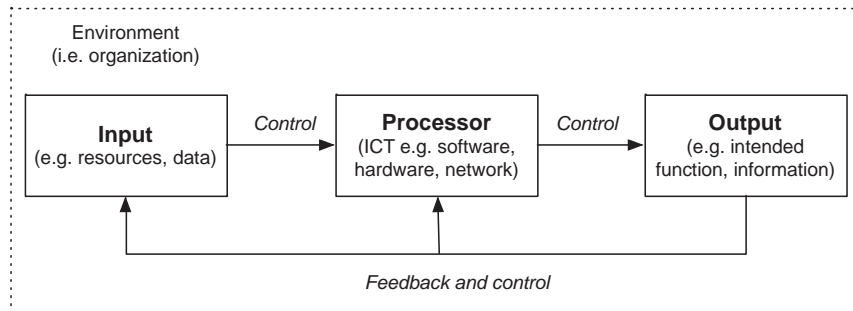 Environment
(i.e. organization)
Input
(e.g. resources, data)
Control
Processor
(ICT e.g. software,
hardware, network)
Control
Output
(e.g. intended
function, information)
Feedback and control